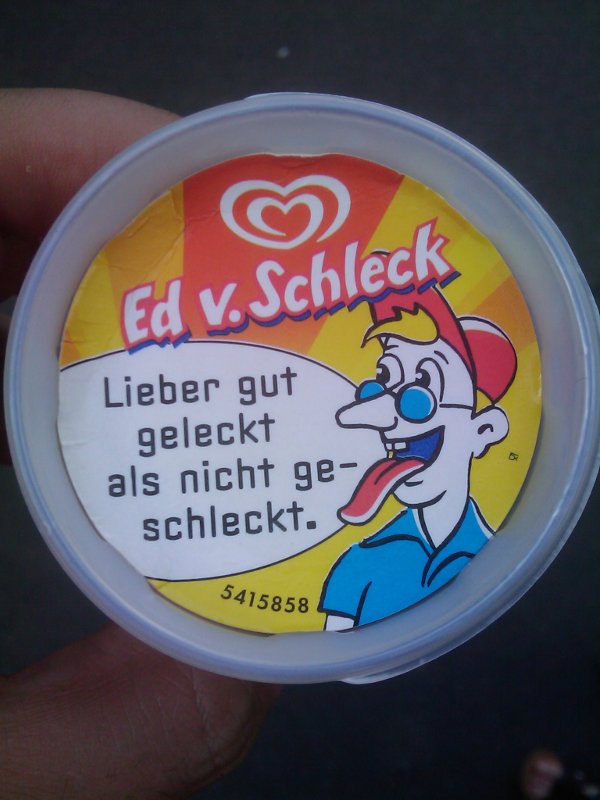 Ed v. Schleck
Lieber gut
geleckt
als nicht ge-
schleckt.
5415858